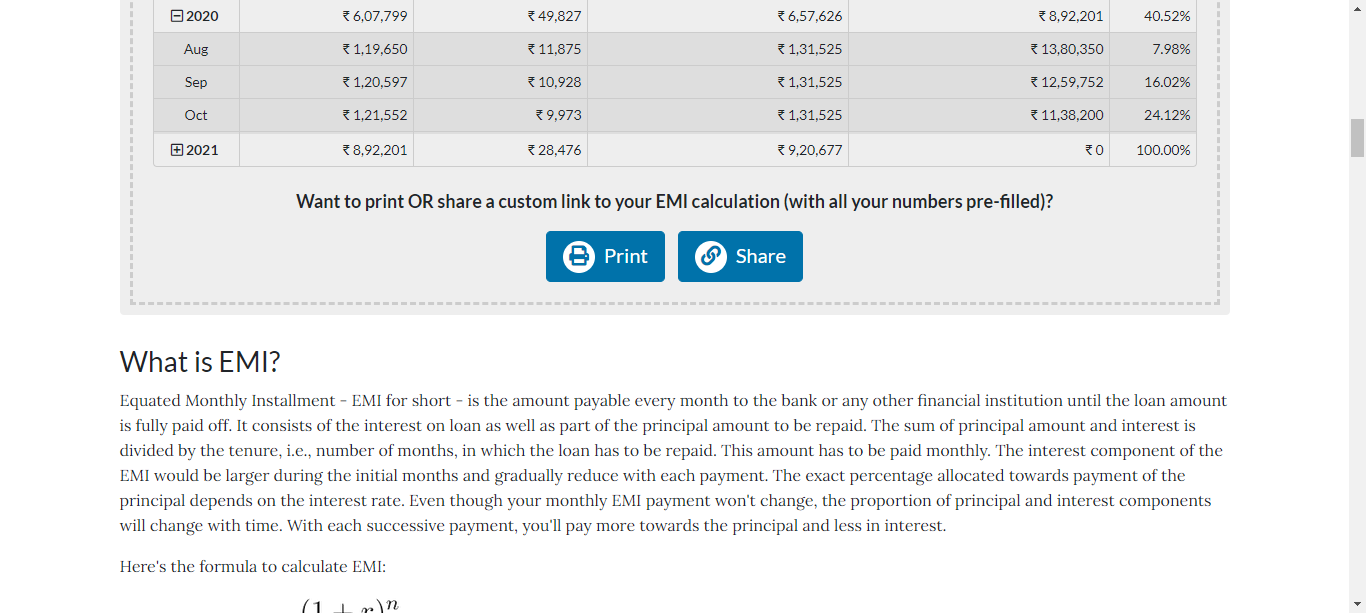 2020 ₹ 6,07,799 ₹ 49,827 ₹ 6,57,626 ₹ 8,92,201 40.52%
Aug ₹ 1,19,650 ₹ 11,875 ₹ 1,31,525 ₹ 13,80,350 7.98%
Sep ₹ 1,20,597 ₹ 10,928 ₹ 1,31,525 ₹ 12,59,752 16.02%
Oct ₹ 1,21,552 ₹ 9,973 ₹ 1,31,525 ₹ 11,38,200 24.12%
2021 ₹ 8,92,201 ₹ 28,476 ₹ 9,20,677 ₹ 0 100.00%
Want to print OR share a custom link to your EMI calculation (with all your numbers pre-filled)?
Print Share
What is EMI?
Equated Monthly Installment - EMI for short - is the amount payable every month to the bank or any other financial institution until the loan amount
is fully paid off. It consists of the interest on loan as well as part of the principal amount to be repaid. The sum of principal amount and interest is
divided by the tenure, i.e., number of months, in which the loan has to be repaid. This amount has to be paid monthly. The interest component of the
EMI would be larger during the initial months and gradually reduce with each payment. The exact percentage allocated towards payment of the
principal depends on the interest rate. Even though your monthly EMI payment won't change, the proportion of principal and interest components
will change with time. With each successive payment, you'll pay more towards the principal and less in interest.
Here's the formula to calculate EMI:
(1 + r)^n